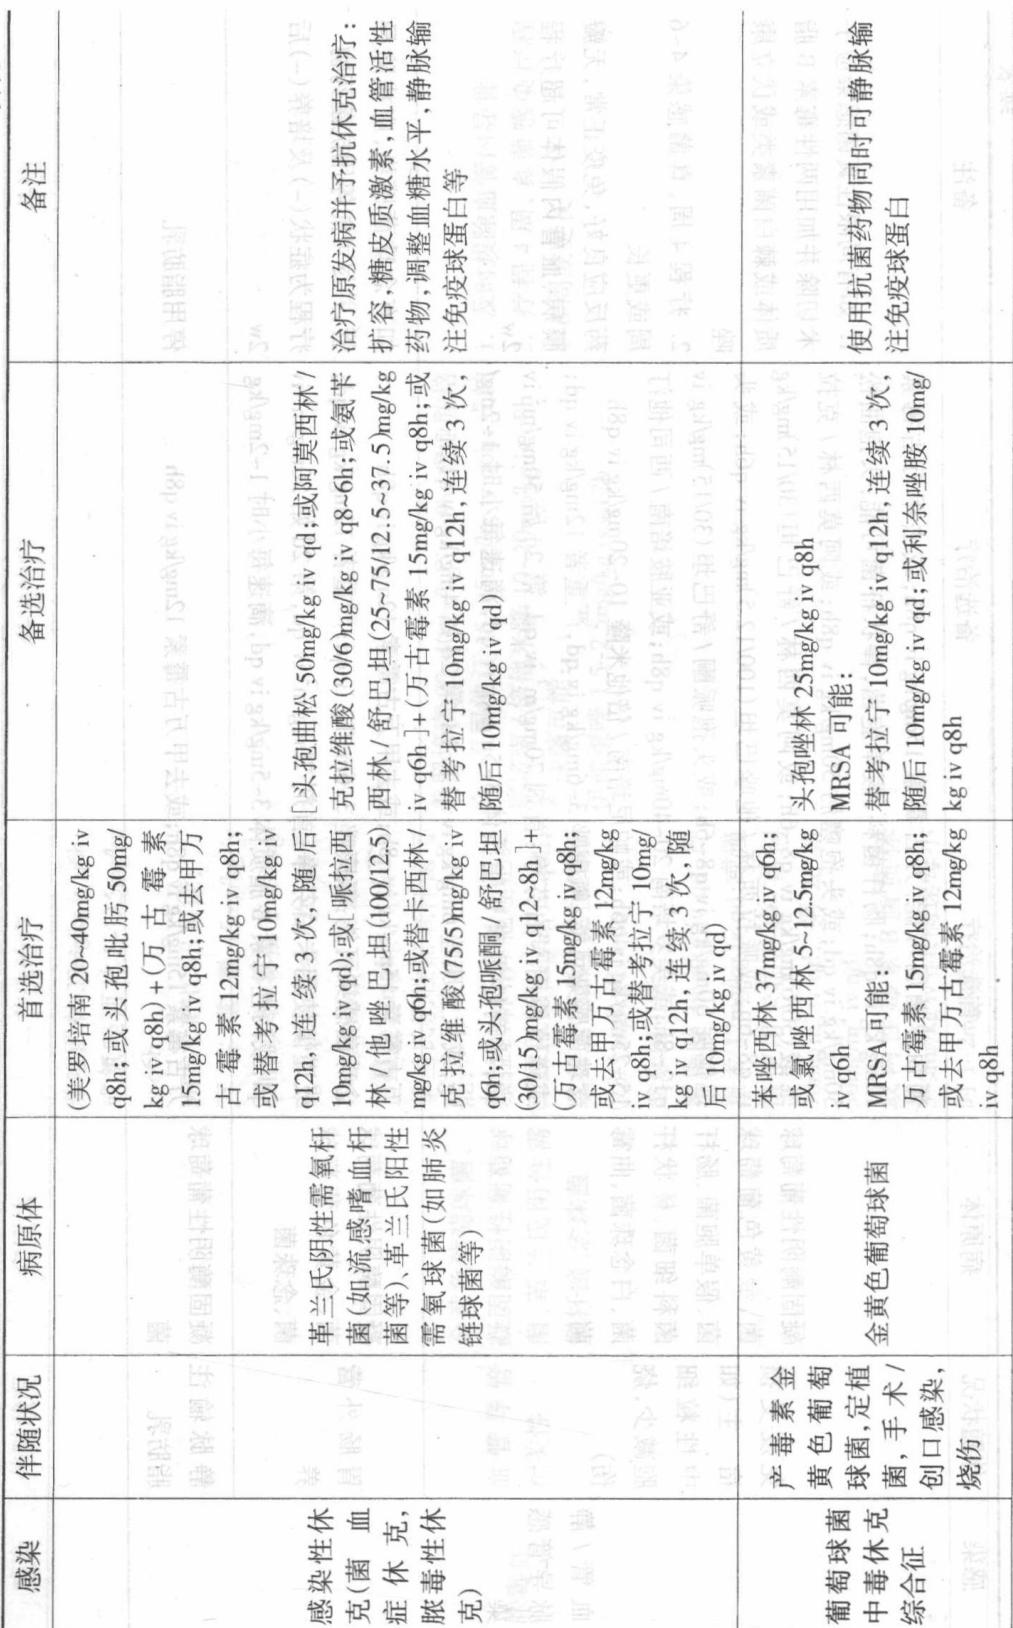 感染
伴随状况
病原体
首选治疗
备选治疗
备注
感染性休
克(菌血
症休克,
脓毒性休
克)
革兰氏阴性需氧杆
菌(如流感嗜血杆
菌等)、革兰氏阳性
需氧球菌(如肺炎
链球菌等)
(美罗培南 20~40mg/kg iv
q8h;或头孢吡肟 50mg/
kg iv q8h)+(万古霉素
15mg/kg iv q8h;或去甲万
古霉素 12mg/kg iv q8h;
或替考拉宁 10mg/kg iv
q12h,连续 3 次,随后
10mg/kg iv qd);或[哌拉西
林/他唑巴坦(100/12.5)
mg/kg iv q6h;或替卡西林/
克拉维酸(75/5)mg/kg iv
q6h;或头孢哌酮/舒巴坦
(30/15)mg/kg iv q12~8h]+
(万古霉素 15mg/kg iv q8h;
或去甲万古霉素 12mg/kg
iv q8h;或替考拉宁 10mg/
kg iv q12h,连续 3 次,随
后 10mg/kg iv qd)
[头孢曲松 50mg/kg iv qd;或阿莫西林/
克拉维酸(30/6)mg/kg iv q8~6h;或氨苄
西林/舒巴坦(25~75/12.5~37.5)mg/kg
iv q6h]+(万古霉素 15mg/kg iv q8h;或
替考拉宁 10mg/kg iv q12h,连续 3 次,
随后 10mg/kg iv qd)
治疗原发病并予抗休克治疗:
扩容,糖皮质激素,血管活性
药物,调整血糖水平,静脉输
注免疫球蛋白等
葡萄球菌
中毒休克
综合征
产毒素金
黄色葡萄
球菌,定植
菌,手术/
创口感染,
烧伤
金黄色葡萄球菌
苯唑西林 37mg/kg iv q6h;
或氯唑西林 5~12.5mg/kg
iv q6h
MRSA 可能:
万古霉素 15mg/kg iv q8h;
或去甲万古霉素 12mg/kg
iv q8h
头孢唑林 25mg/kg iv q8h
MRSA 可能:
替考拉宁 10mg/kg iv q12h,连续 3 次,
随后 10mg/kg iv qd;或利奈唑胺 10mg/
kg iv q8h
使用抗菌药物同时可静脉输
注免疫球蛋白